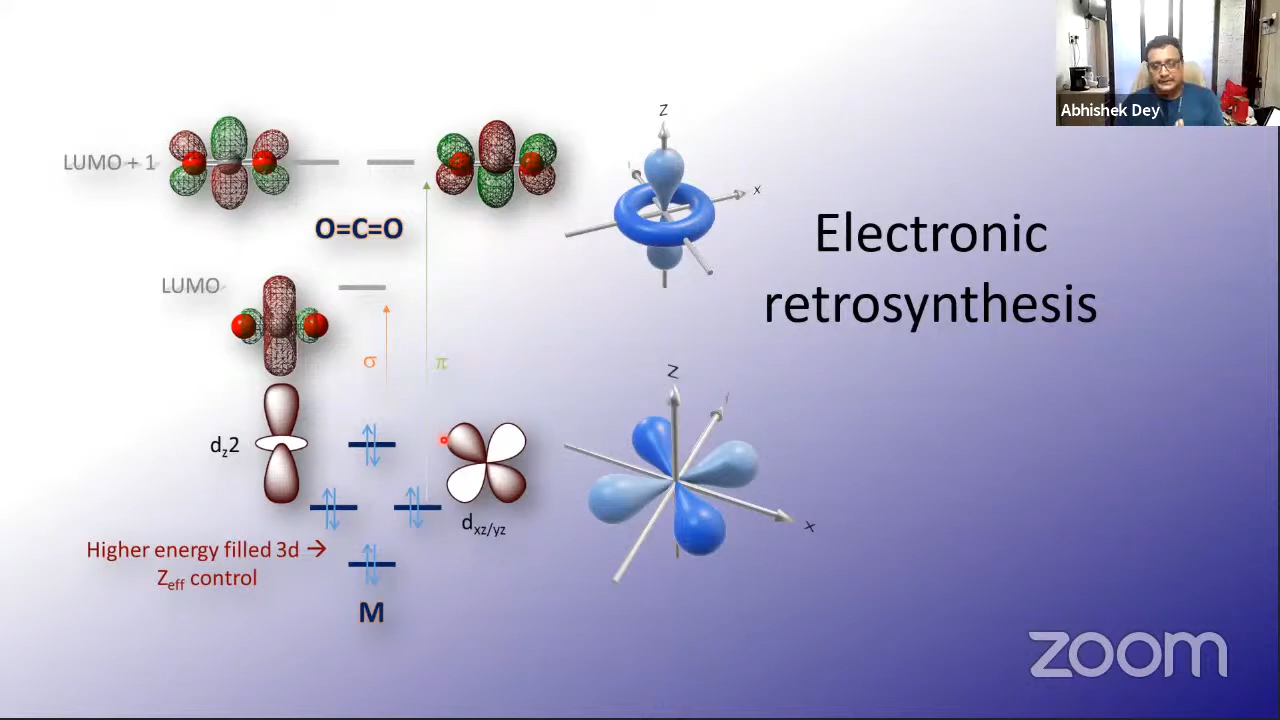 Abhishek Dey
LUMO + 1
O=C=O
LUMO
σ
π
d_z2
d_xz/yz
Higher energy filled 3d →
Z_eff control
M
Z
x
Z
x
Electronic
retrosynthesis
zoom